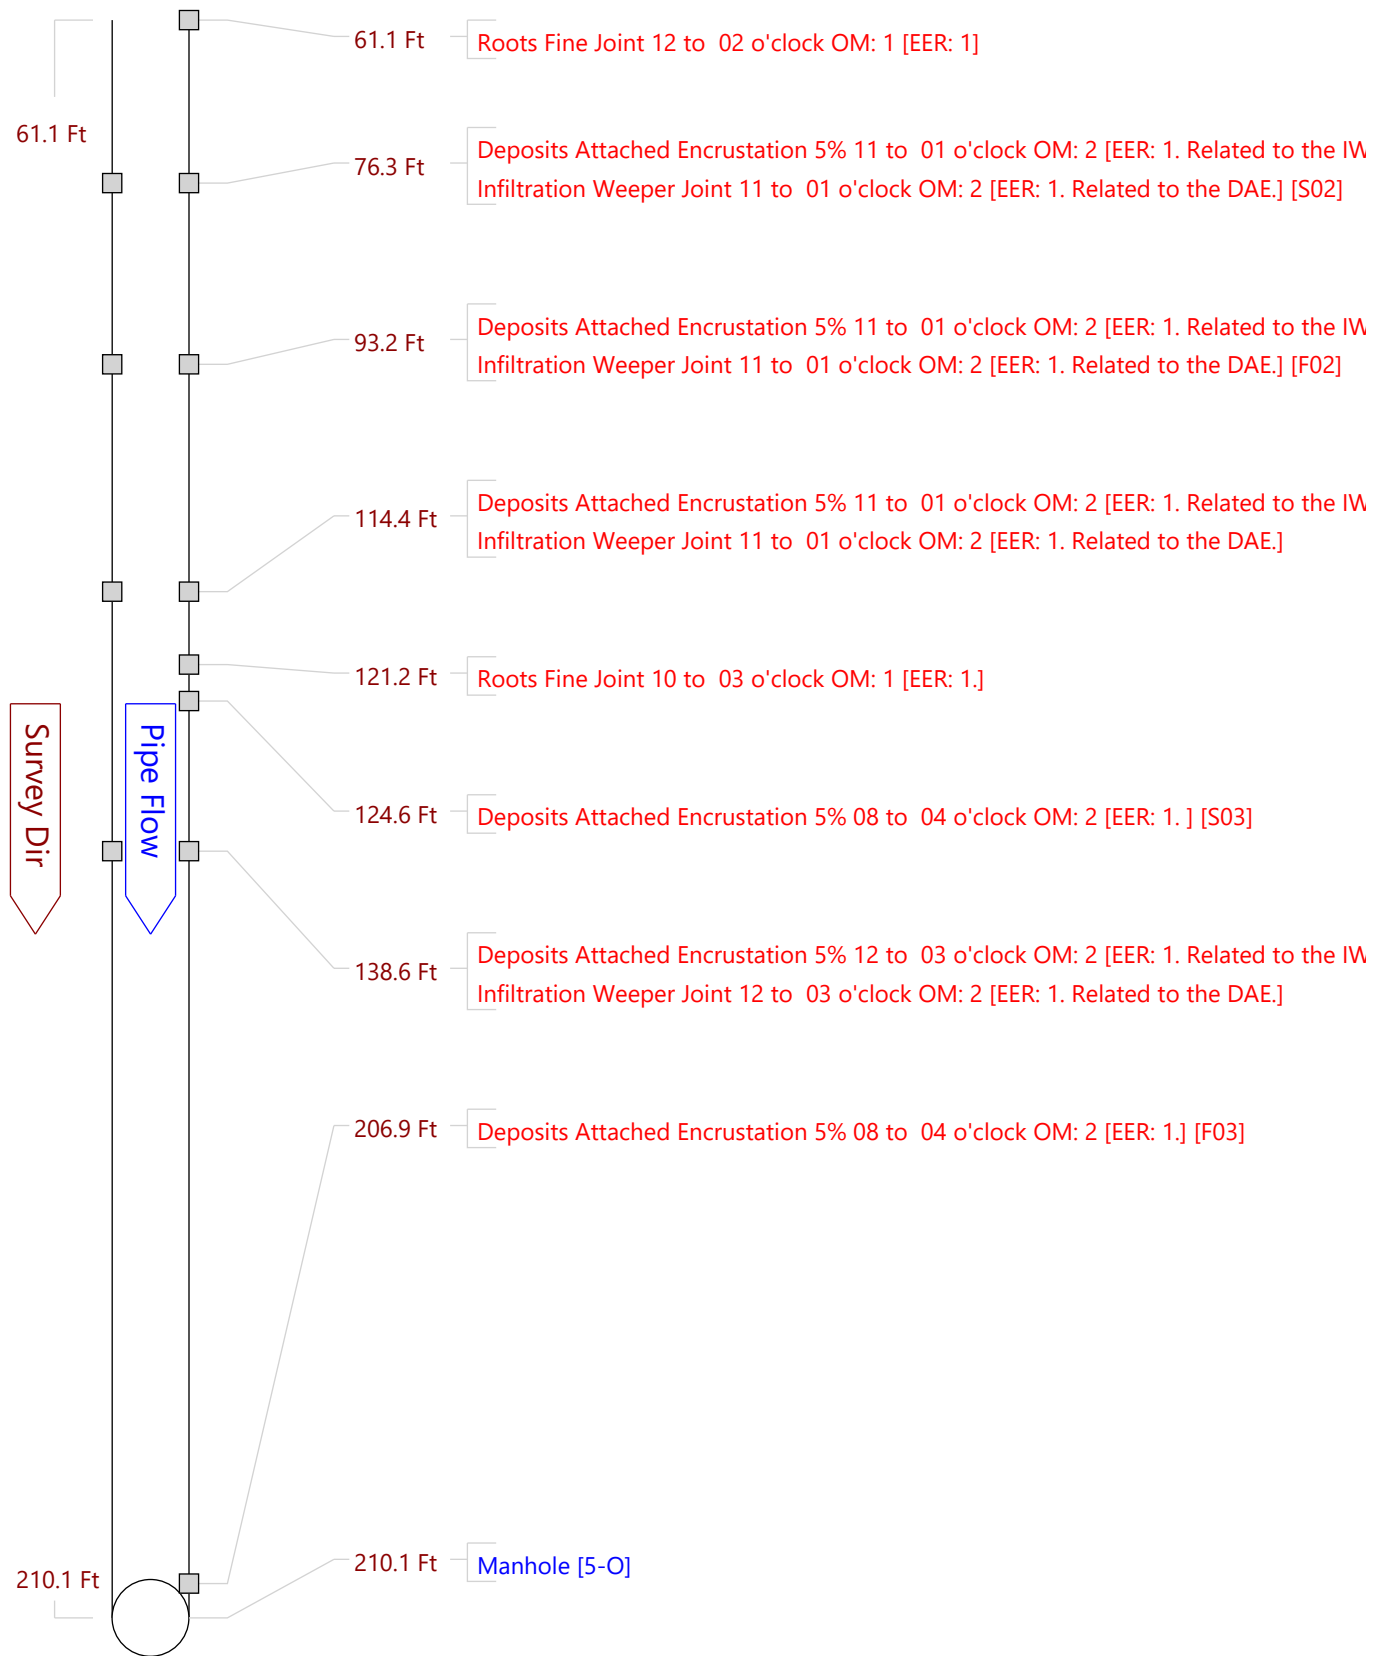 61.1 Ft
61.1 Ft
Roots Fine Joint 12 to  02 o'clock OM: 1 [EER: 1]
76.3 Ft
Deposits Attached Encrustation 5% 11 to  01 o'clock OM: 2 [EER: 1. Related to the IW
Infiltration Weeper Joint 11 to  01 o'clock OM: 2 [EER: 1. Related to the DAE.] [S02]
93.2 Ft
Deposits Attached Encrustation 5% 11 to  01 o'clock OM: 2 [EER: 1. Related to the IW
Infiltration Weeper Joint 11 to  01 o'clock OM: 2 [EER: 1. Related to the DAE.] [F02]
114.4 Ft
Deposits Attached Encrustation 5% 11 to  01 o'clock OM: 2 [EER: 1. Related to the IW
Infiltration Weeper Joint 11 to  01 o'clock OM: 2 [EER: 1. Related to the DAE.]
121.2 Ft
Roots Fine Joint 10 to  03 o'clock OM: 1 [EER: 1.]
Survey Dir
Pipe Flow
124.6 Ft
Deposits Attached Encrustation 5% 08 to  04 o'clock OM: 2 [EER: 1. ] [S03]
138.6 Ft
Deposits Attached Encrustation 5% 12 to  03 o'clock OM: 2 [EER: 1. Related to the IW
Infiltration Weeper Joint 12 to  03 o'clock OM: 2 [EER: 1. Related to the DAE.]
206.9 Ft
Deposits Attached Encrustation 5% 08 to  04 o'clock OM: 2 [EER: 1.] [F03]
210.1 Ft
210.1 Ft
Manhole [5-O]